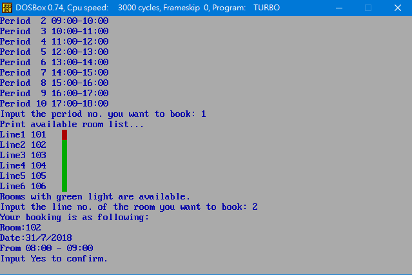 DOSBox 0.74, Cpu speed: 3000 cycles, Frameskip 0, Program: TURBO
Period 2 09:00-10:00
Period 3 10:00-11:00
Period 4 11:00-12:00
Period 5 12:00-13:00
Period 6 13:00-14:00
Period 7 14:00-15:00
Period 8 15:00-16:00
Period 9 16:00-17:00
Period 10 17:00-18:00
Input the period no. you want to book: 1
Print available room list...
Line1 101
Line2 102
Line3 103
Line4 104
Line5 105
Line6 106
Rooms with green light are available.
Input the line no. of the room you want to book: 2
Your booking is as following:
Room:102
Date:31/7/2018
From 08:00 - 09:00
Input Yes to confirm.